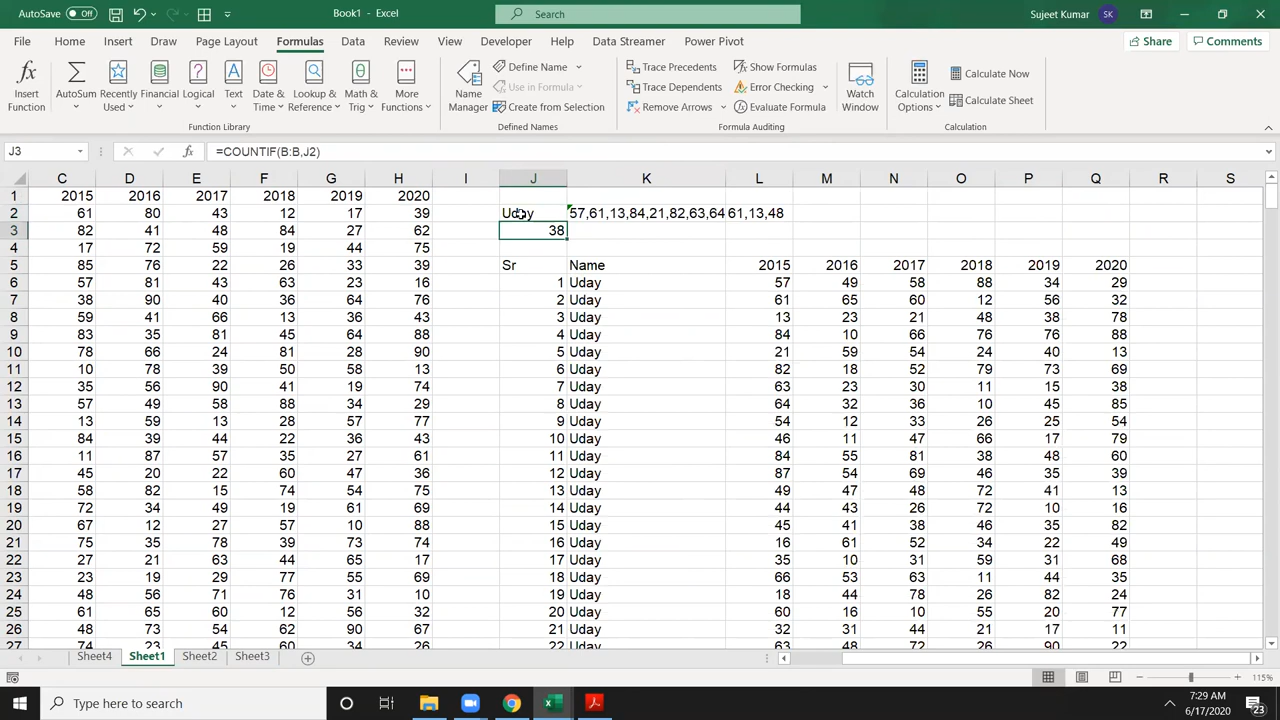 AutoSave Off Book1 - Excel Search Sujeet Kumar SK
File Home Insert Draw Page Layout Formulas Data Review View Developer Help Data Streamer Power Pivot Share Comments
Insert Function
AutoSum
Recently Used
Financial
Logical
Text
Date & Time
Lookup & Reference
Math & Trig
More Functions
Function Library
Name Manager
Define Name
Use in Formula
Create from Selection
Defined Names
Trace Precedents
Trace Dependents
Remove Arrows
Show Formulas
Error Checking
Evaluate Formula
Formula Auditing
Watch Window
Calculation Options
Calculate Now
Calculate Sheet
Calculation
J3 fx =COUNTIF(B:B,J2)
C D E F G H I J K L M N O P Q R S
1 2015 2016 2017 2018 2019 2020
2 61 80 43 12 17 39 Uday 57,61,13,84,21,82,63,64 61,13,48
3 82 41 48 84 27 62 38
4 17 72 59 19 44 75
5 85 76 22 26 33 39 Sr Name 2015 2016 2017 2018 2019 2020
6 57 81 43 63 23 16 1 Uday 57 49 58 88 34 29
7 38 90 40 36 64 76 2 Uday 61 65 60 12 56 32
8 59 41 66 13 36 43 3 Uday 13 23 21 48 38 78
9 83 35 81 45 64 88 4 Uday 84 10 66 76 76 88
10 78 66 24 81 28 90 5 Uday 21 59 54 24 40 13
11 10 78 39 50 58 13 6 Uday 82 18 52 79 73 69
12 35 56 90 41 19 74 7 Uday 63 23 30 11 15 38
13 57 49 58 88 34 29 8 Uday 64 32 36 10 45 85
14 13 59 13 28 57 77 9 Uday 54 12 33 26 25 54
15 84 39 44 22 36 43 10 Uday 46 11 47 66 17 79
16 11 87 57 35 27 61 11 Uday 84 55 81 38 48 60
17 45 20 22 60 47 36 12 Uday 87 54 69 46 35 39
18 58 82 15 74 54 75 13 Uday 49 47 48 72 41 13
19 72 34 49 19 61 69 14 Uday 44 43 26 72 10 16
20 67 12 27 57 10 88 15 Uday 45 41 38 46 35 82
21 75 35 78 39 73 74 16 Uday 16 61 52 34 22 49
22 27 21 63 44 65 17 17 Uday 35 10 31 59 31 68
23 23 19 29 77 55 69 18 Uday 66 53 63 11 44 35
24 48 56 71 76 31 10 19 Uday 18 44 78 26 82 24
25 61 65 60 12 56 32 20 Uday 60 16 10 55 20 77
26 48 73 54 62 90 67 21 Uday 32 31 44 21 17 11
27 74 23 45 60 34 26 22 Uday 72 48 75 26 90 22
Sheet4 Sheet1 Sheet2 Sheet3
115%
Type here to search
7:29 AM
6/17/2020
23